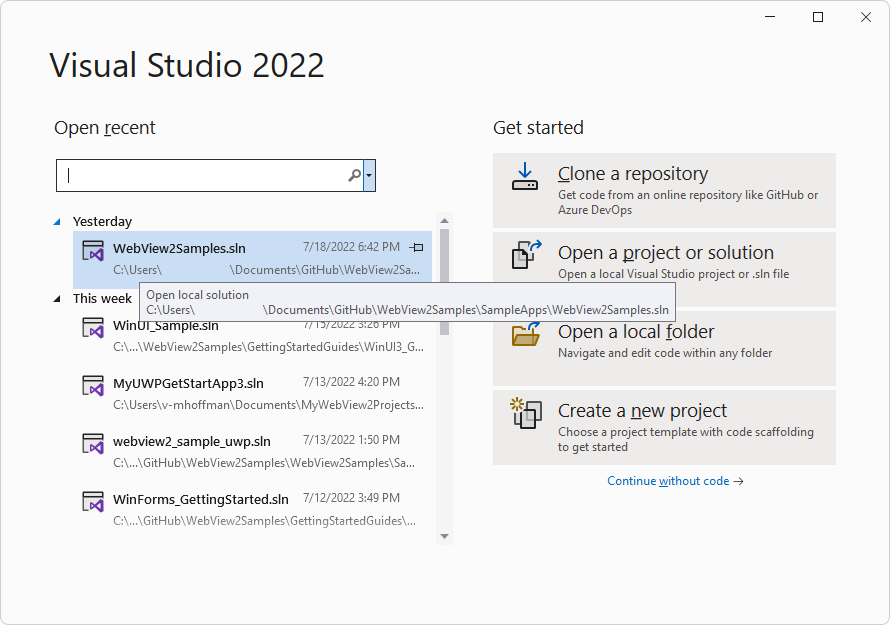 Visual Studio 2022
Open recent
Yesterday
WebView2Samples.sln 7/18/2022 6:42 PM
C:\Users\ \Documents\GitHub\WebView2Sa...
Open local solution
C:\Users\ \Documents\GitHub\WebView2Samples\SampleApps\WebView2Samples.sln
This week
WinUI_Sample.sln 7/15/2022 3:26 PM
C:\...\WebView2Samples\GettingStartedGuides\WinUI3_G...
MyUWPGetStartApp3.sln 7/13/2022 4:20 PM
C:\Users\v-mhoffman\Documents\MyWebView2Projects...
webview2_sample_uwp.sln 7/13/2022 1:50 PM
C:\...\GitHub\WebView2Samples\WebView2Samples\Sa...
WinForms_GettingStarted.sln 7/12/2022 3:49 PM
C:\...\GitHub\WebView2Samples\GettingStartedGuides\...
Get started
Clone a repository
Get code from an online repository like GitHub or
Azure DevOps
Open a project or solution
Open a local Visual Studio project or .sln file
Open a local folder
Navigate and edit code within any folder
Create a new project
Choose a project template with code scaffolding
to get started
Continue without code →